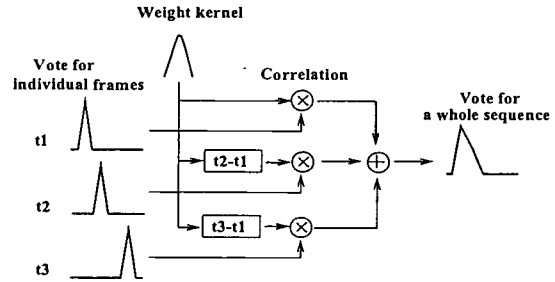 Weight kernel
Vote for
individual frames
Correlation
Vote for
a whole sequence
t1
t2-t1
t2
t3-t1
t3